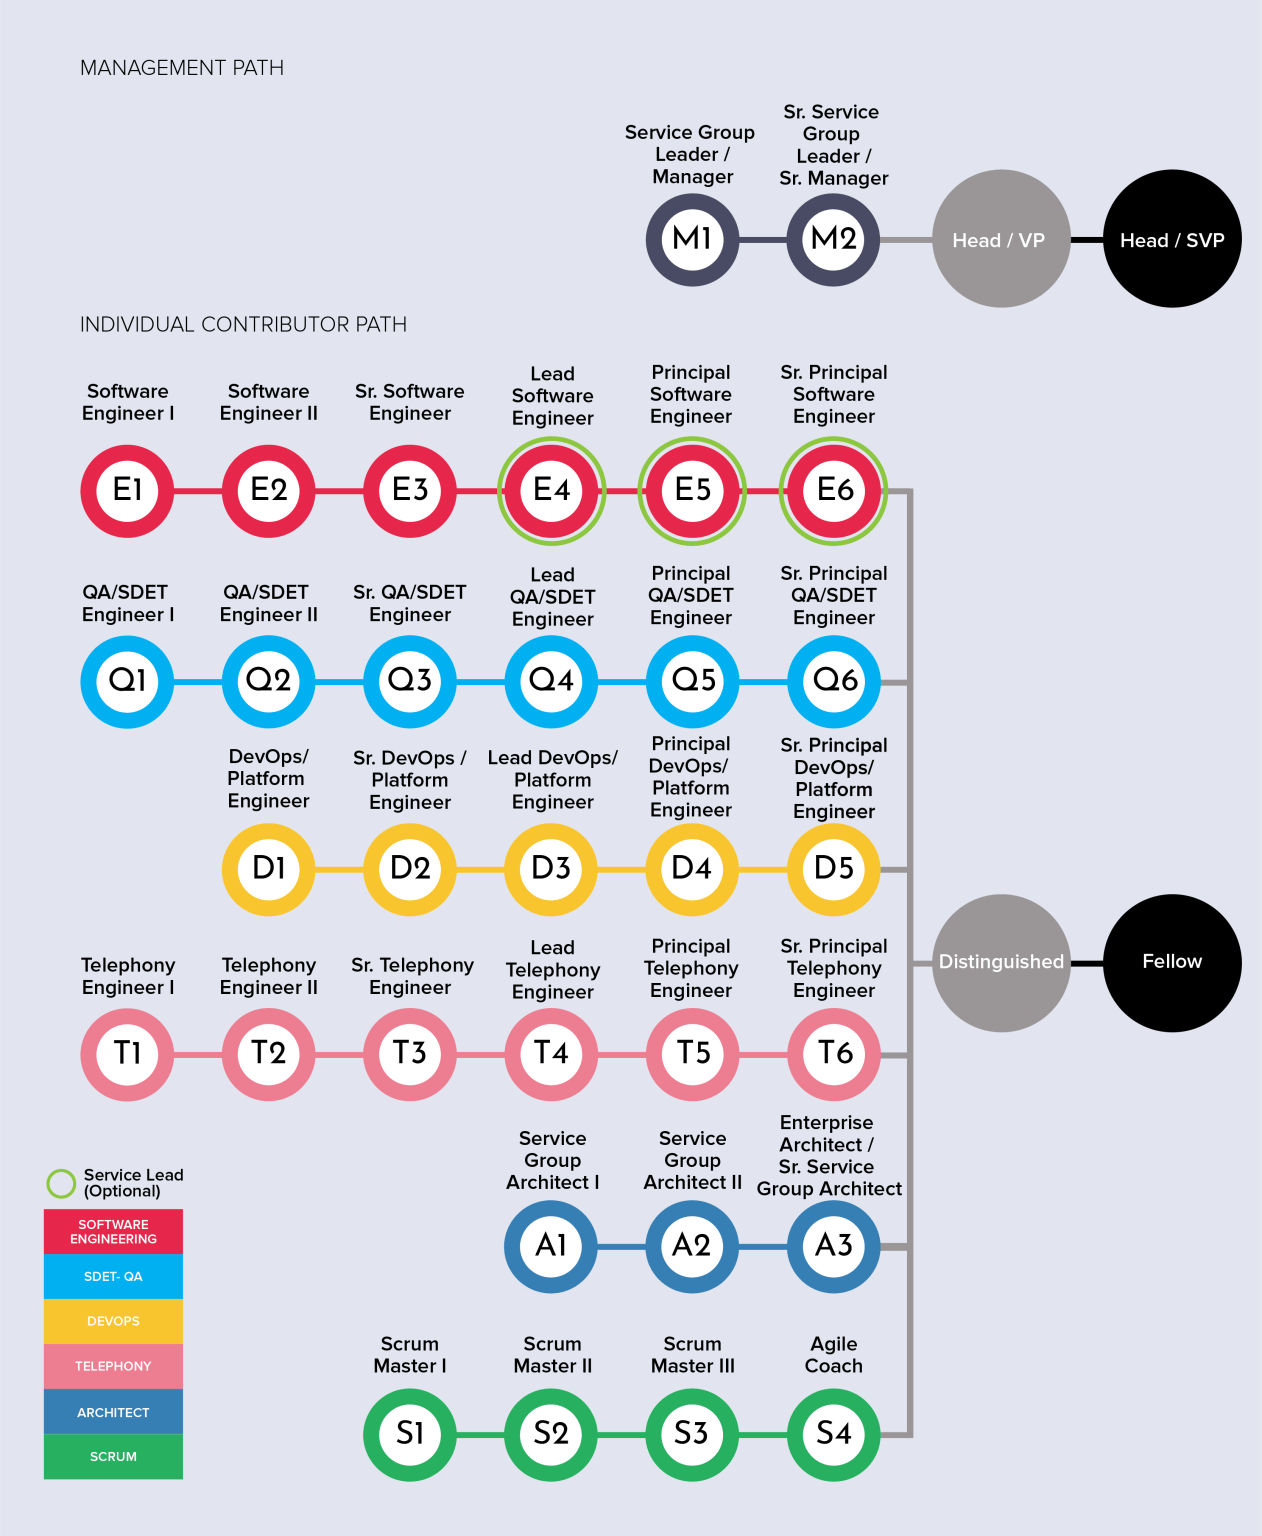 MANAGEMENT PATH
Service Group
Leader /
Manager
Sr. Service
Group
Leader /
Sr. Manager
M1
M2
Head / VP
Head / SVP
INDIVIDUAL CONTRIBUTOR PATH
Software
Engineer I
Software
Engineer II
Sr. Software
Engineer
Lead
Software
Engineer
Principal
Software
Engineer
Sr. Principal
Software
Engineer
E1
E2
E3
E4
E5
E6
QA/SDET
Engineer I
QA/SDET
Engineer II
Sr. QA/SDET
Engineer
Lead
QA/SDET
Engineer
Principal
QA/SDET
Engineer
Sr. Principal
QA/SDET
Engineer
Q1
Q2
Q3
Q4
Q5
Q6
DevOps/
Platform
Engineer
Sr. DevOps /
Platform
Engineer
Lead DevOps/
Platform
Engineer
Principal
DevOps/
Platform
Engineer
Sr. Principal
DevOps/
Platform
Engineer
D1
D2
D3
D4
D5
Telephony
Engineer I
Telephony
Engineer II
Sr. Telephony
Engineer
Lead
Telephony
Engineer
Principal
Telephony
Engineer
Sr. Principal
Telephony
Engineer
Distinguished
Fellow
T1
T2
T3
T4
T5
T6
Service
Group
Architect I
Service
Group
Architect II
Enterprise
Architect /
Sr. Service
Group Architect
A1
A2
A3
Scrum
Master I
Scrum
Master II
Scrum
Master III
Agile
Coach
S1
S2
S3
S4
Service Lead
(Optional)
SOFTWARE
ENGINEERING
SDET- QA
DEVOPS
TELEPHONY
ARCHITECT
SCRUM